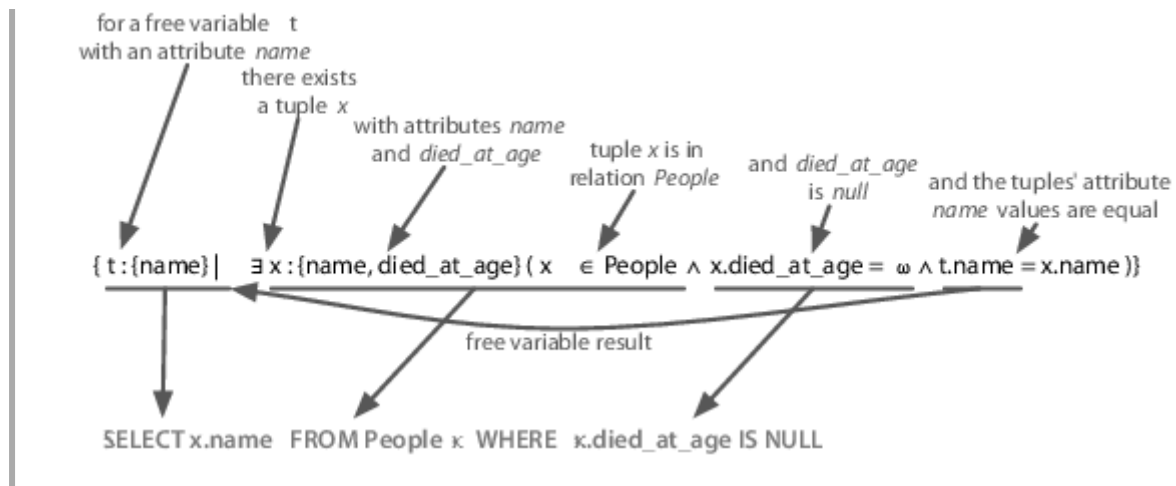 for a free variable t
with an attribute name
there exists
a tuple x
with attributes name
and died_at_age
tuple x is in
relation People
and died_at_age
is null
and the tuples' attribute
name values are equal
{ t : {name} | ∃ x : {name, died_at_age} ( x ∈ People ∧ x.died_at_age = ω ∧ t.name = x.name )}
free variable result
SELECT x.name FROM People x WHERE x.died_at_age IS NULL